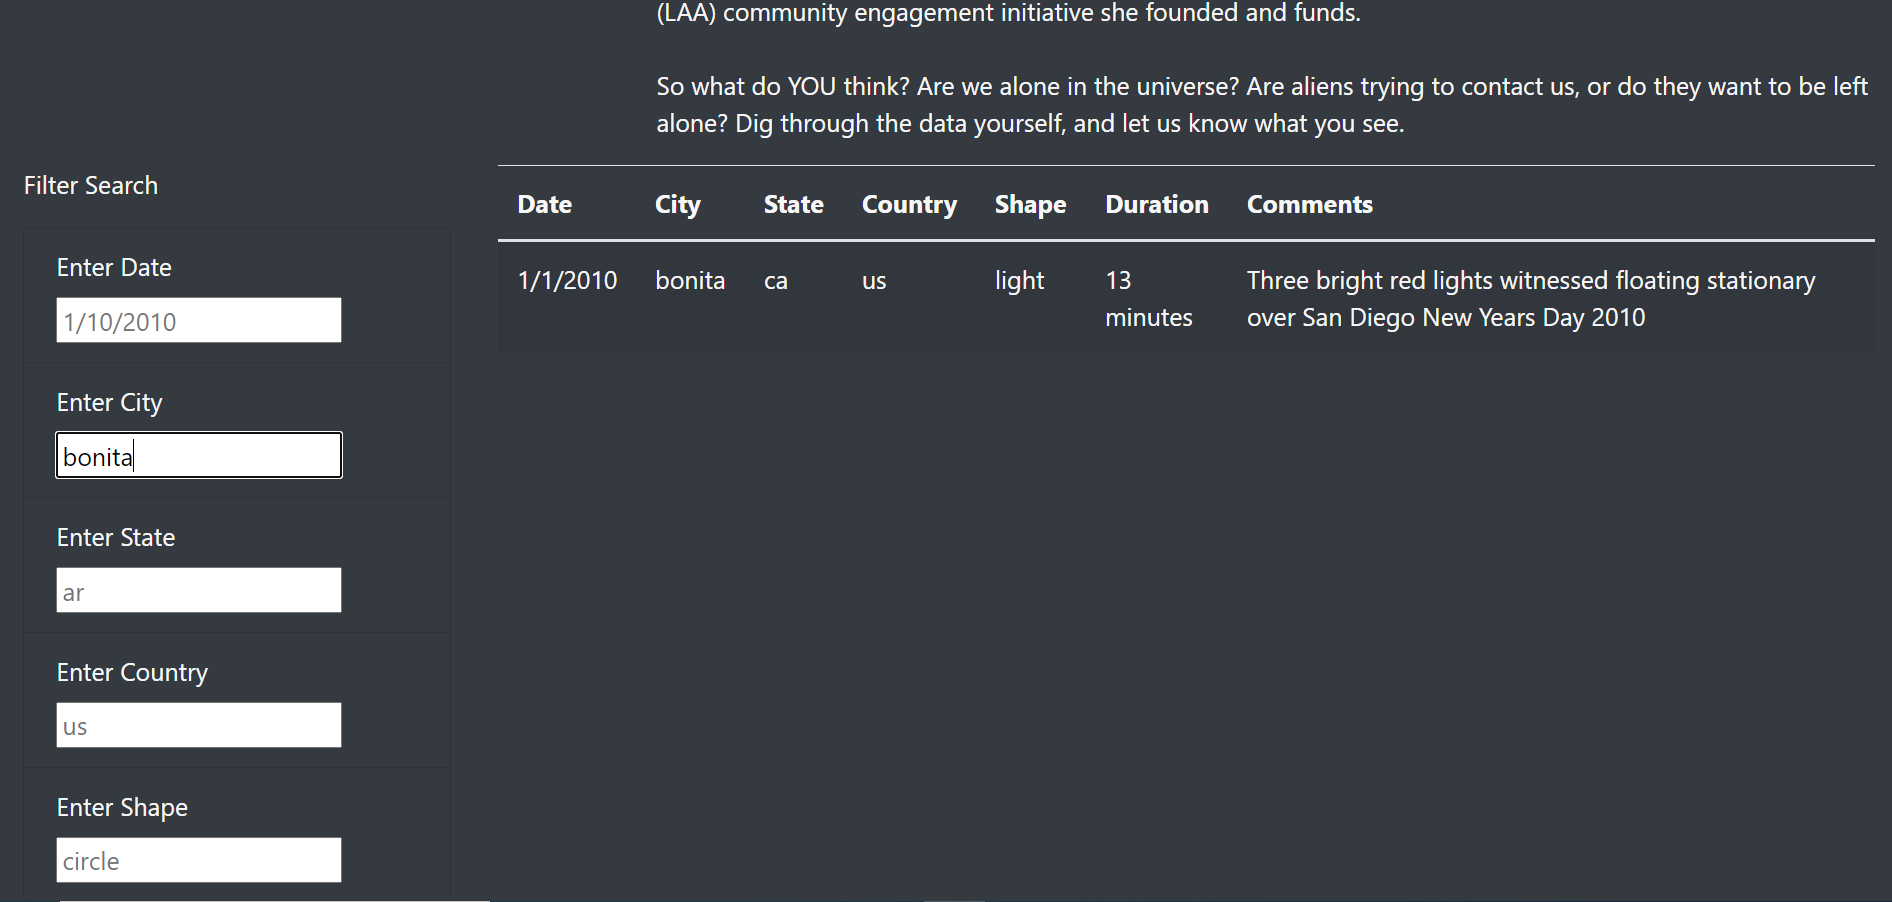 (LAA) community engagement initiative she founded and funds.
So what do YOU think? Are we alone in the universe? Are aliens trying to contact us, or do they want to be left
alone? Dig through the data yourself, and let us know what you see.
Filter Search
Enter Date
1/10/2010
Enter City
bonita
Enter State
ar
Enter Country
us
Enter Shape
circle
Date City State Country Shape Duration Comments
1/1/2010 bonita ca us light 13 Three bright red lights witnessed floating stationary
minutes over San Diego New Years Day 2010